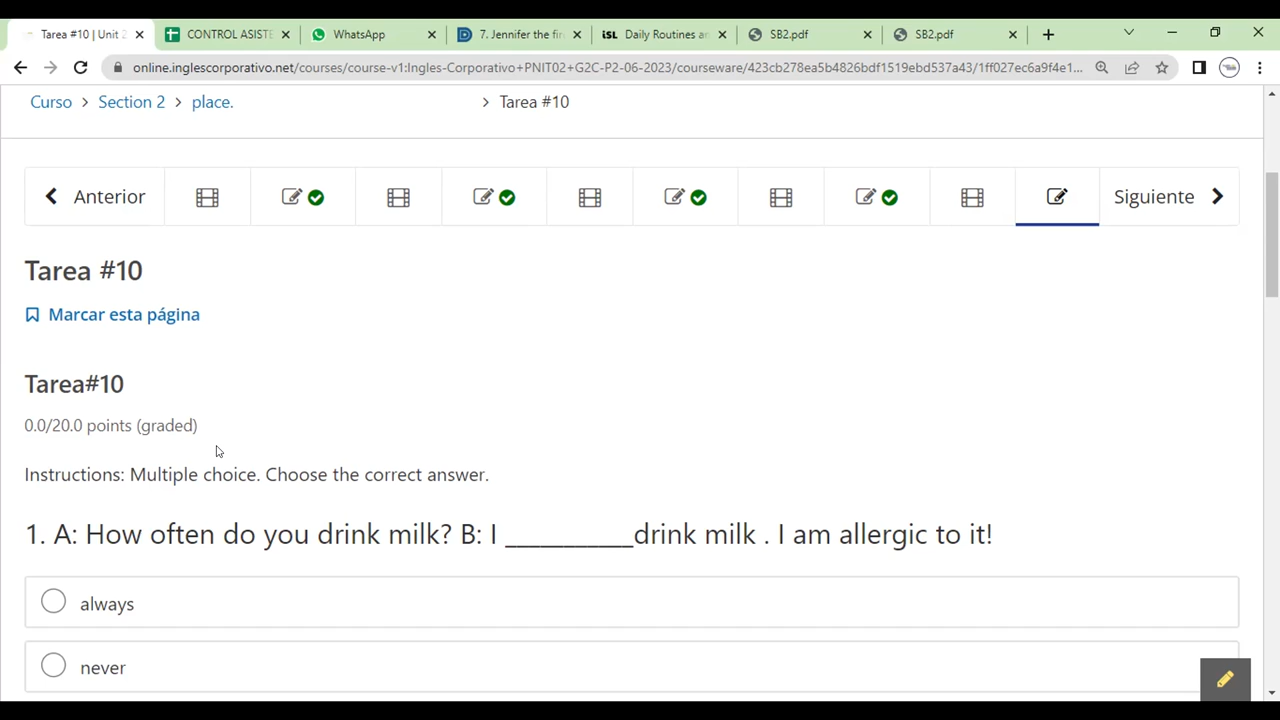 Tarea #10 | Unit 2
CONTROL ASISTE
WhatsApp
7. Jennifer the fir
iSL Daily Routines an
SB2.pdf
SB2.pdf
online.inglescorporativo.net/courses/course-v1:Ingles-Corporativo+PNIT02+G2C-P2-06-2023/courseware/423cb278ea5b4826bdf1519ebd537a43/1ff027ec6a9f4e1...
Curso > Section 2 > place. > Tarea #10
Anterior
Siguiente
Tarea #10
Marcar esta página
Tarea#10
0.0/20.0 points (graded)
Instructions: Multiple choice. Choose the correct answer.
1. A: How often do you drink milk? B: I ___________drink milk . I am allergic to it!
always
never